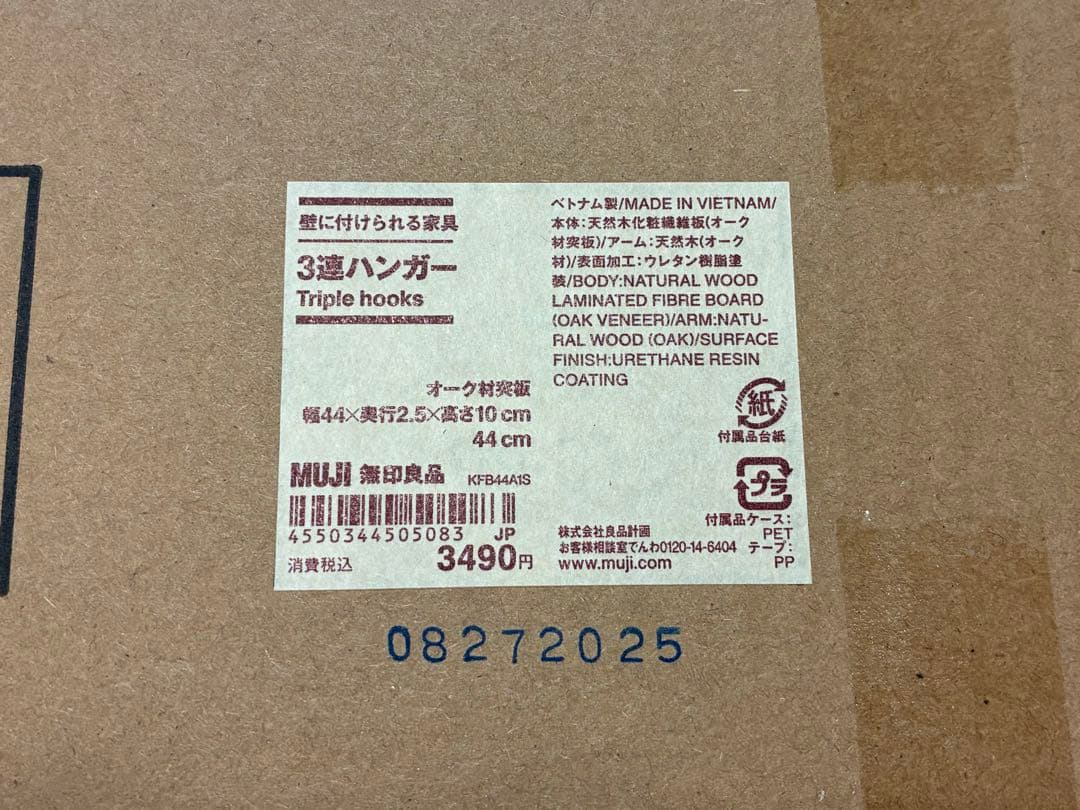 壁に付けられる家具
3連ハンガー
Triple hooks
オーク材突板
幅44×奥行2.5×高さ10 cm
44 cm
MUJI 無印良品 KFB44A1S
4550344505083 JP
消費税込 3490円
ベトナム製/MADE IN VIETNAM/
本体:天然木化粧繊維板(オーク
材突板)/アーム:天然木(オーク
材)/表面加工:ウレタン樹脂塗
装/BODY:NATURAL WOOD
LAMINATED FIBRE BOARD
(OAK VENEER)/ARM:NATU-
RAL WOOD (OAK)/SURFACE
FINISH:URETHANE RESIN
COATING
紙
付属品台紙
プラ
付属品ケース:
PET
テープ:
PP
株式会社良品計画
お客様相談室でんわ0120-14-6404
www.muji.com
08272025